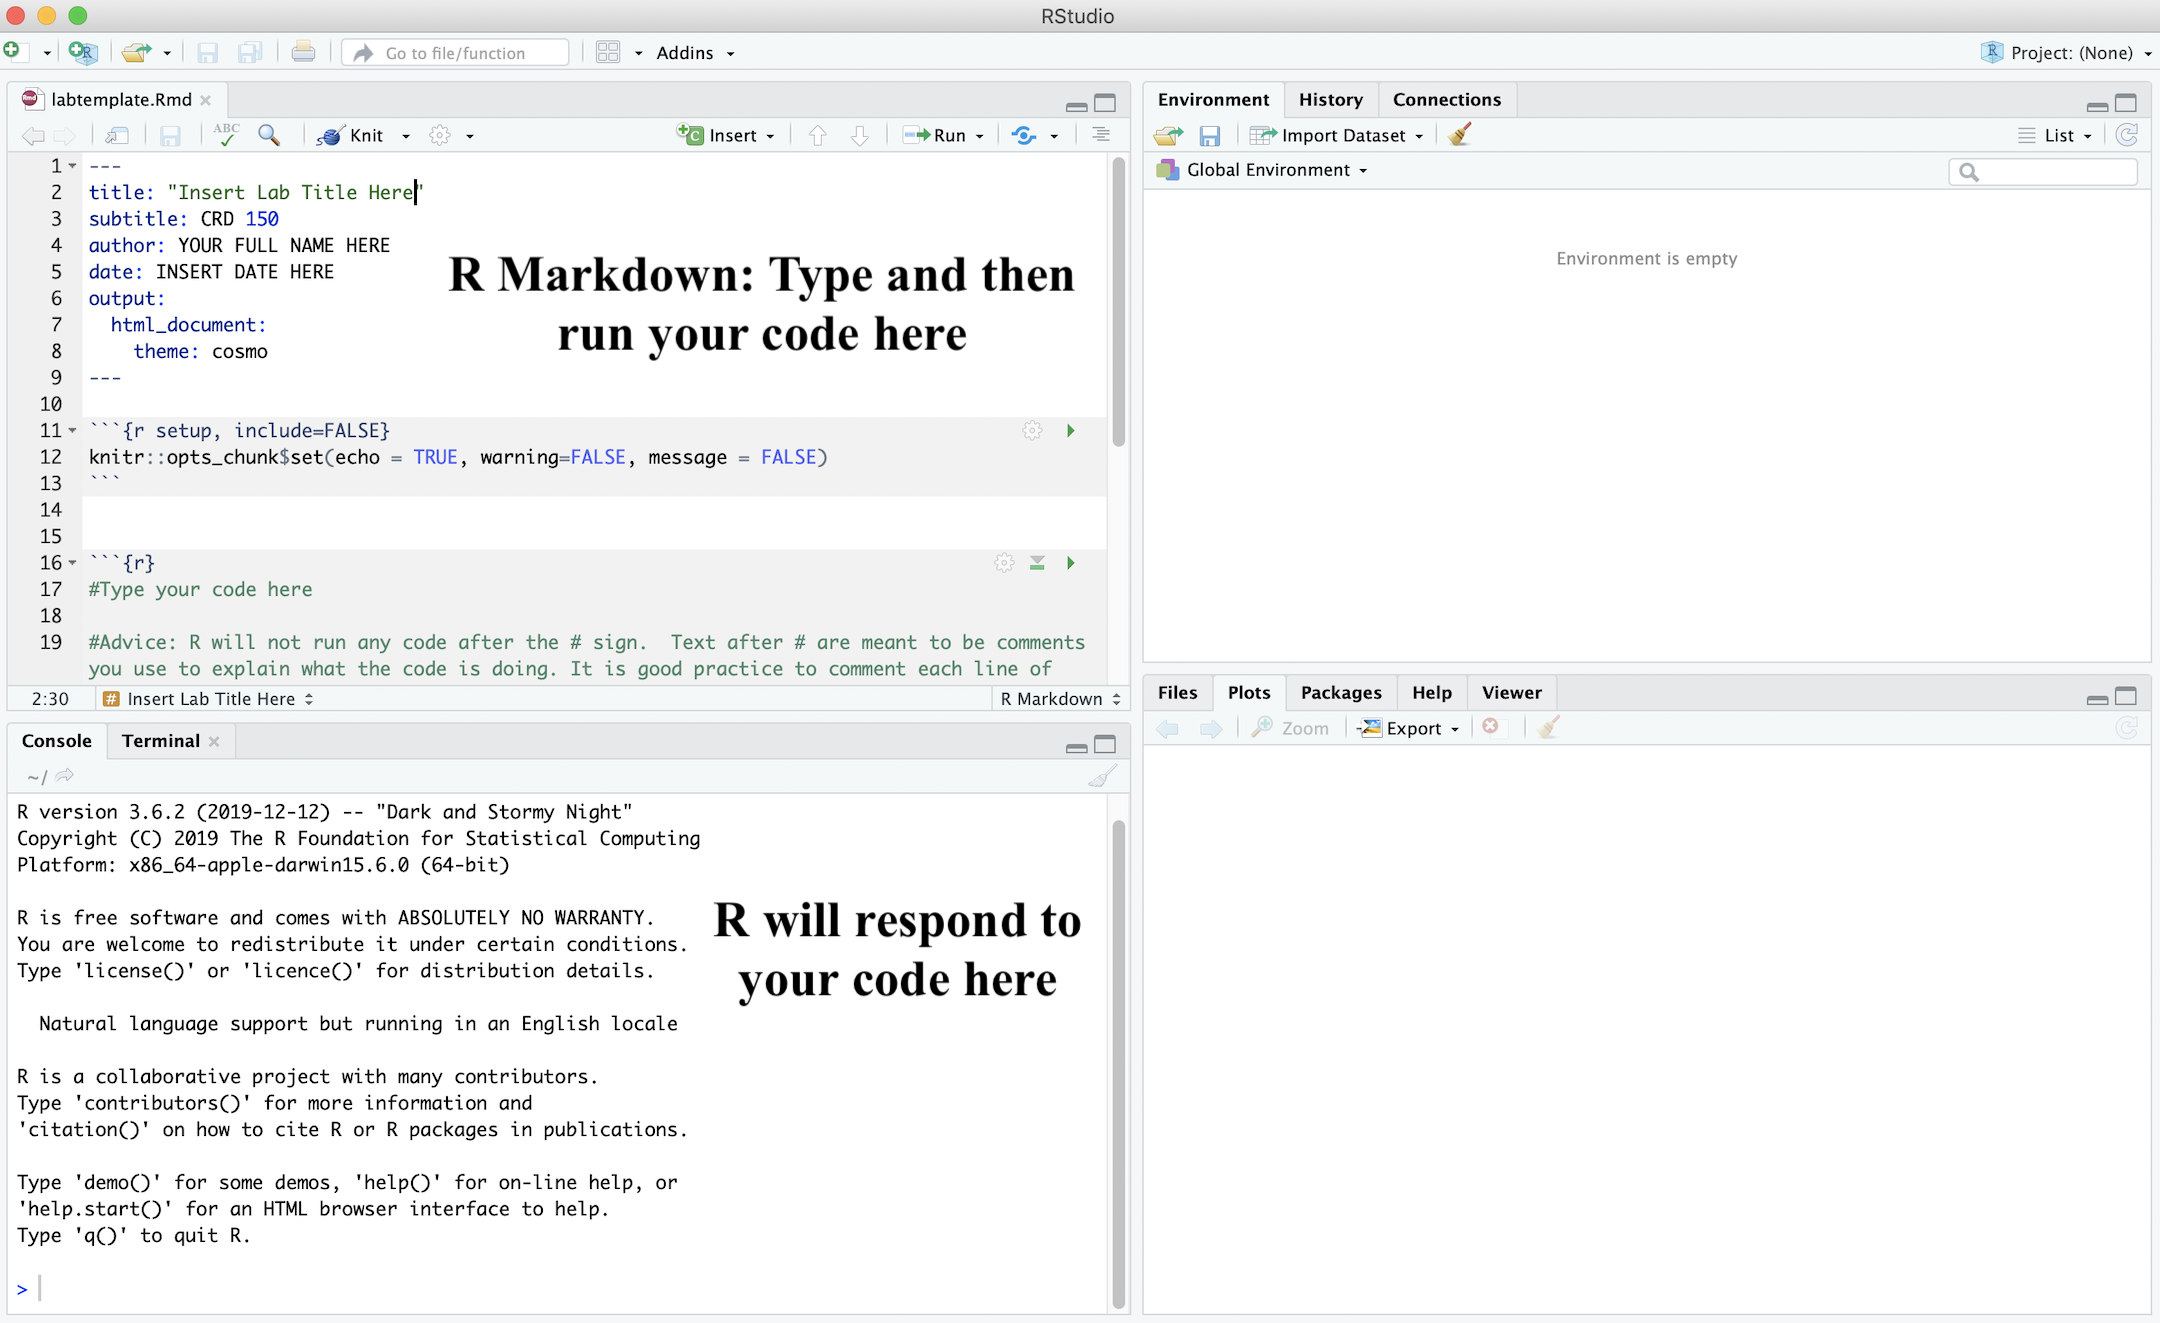 RStudio
Go to file/function
Addins
Project: (None)
labtemplate.Rmd
ABC
Knit
Insert
Run
1 ---
2 title: "Insert Lab Title Here"
3 subtitle: CRD 150
4 author: YOUR FULL NAME HERE
5 date: INSERT DATE HERE
6 output:
7 html_document:
8 theme: cosmo
9 ---
10
11 ```{r setup, include=FALSE}
12 knitr::opts_chunk$set(echo = TRUE, warning=FALSE, message = FALSE)
13 ```
14
15
16 ```{r}
17 #Type your code here
18
19 #Advice: R will not run any code after the # sign.  Text after # are meant to be comments
you use to explain what the code is doing. It is good practice to comment each line of
R Markdown: Type and then
run your code here
2:30
# Insert Lab Title Here
R Markdown
Console
Terminal
~/
R version 3.6.2 (2019-12-12) -- "Dark and Stormy Night"
Copyright (C) 2019 The R Foundation for Statistical Computing
Platform: x86_64-apple-darwin15.6.0 (64-bit)
R is free software and comes with ABSOLUTELY NO WARRANTY.
You are welcome to redistribute it under certain conditions.
Type 'license()' or 'licence()' for distribution details.
Natural language support but running in an English locale
R is a collaborative project with many contributors.
Type 'contributors()' for more information and
'citation()' on how to cite R or R packages in publications.
Type 'demo()' for some demos, 'help()' for on-line help, or
'help.start()' for an HTML browser interface to help.
Type 'q()' to quit R.
>
R will respond to
your code here
Environment
History
Connections
Import Dataset
List
Global Environment
Environment is empty
Files
Plots
Packages
Help
Viewer
Zoom
Export